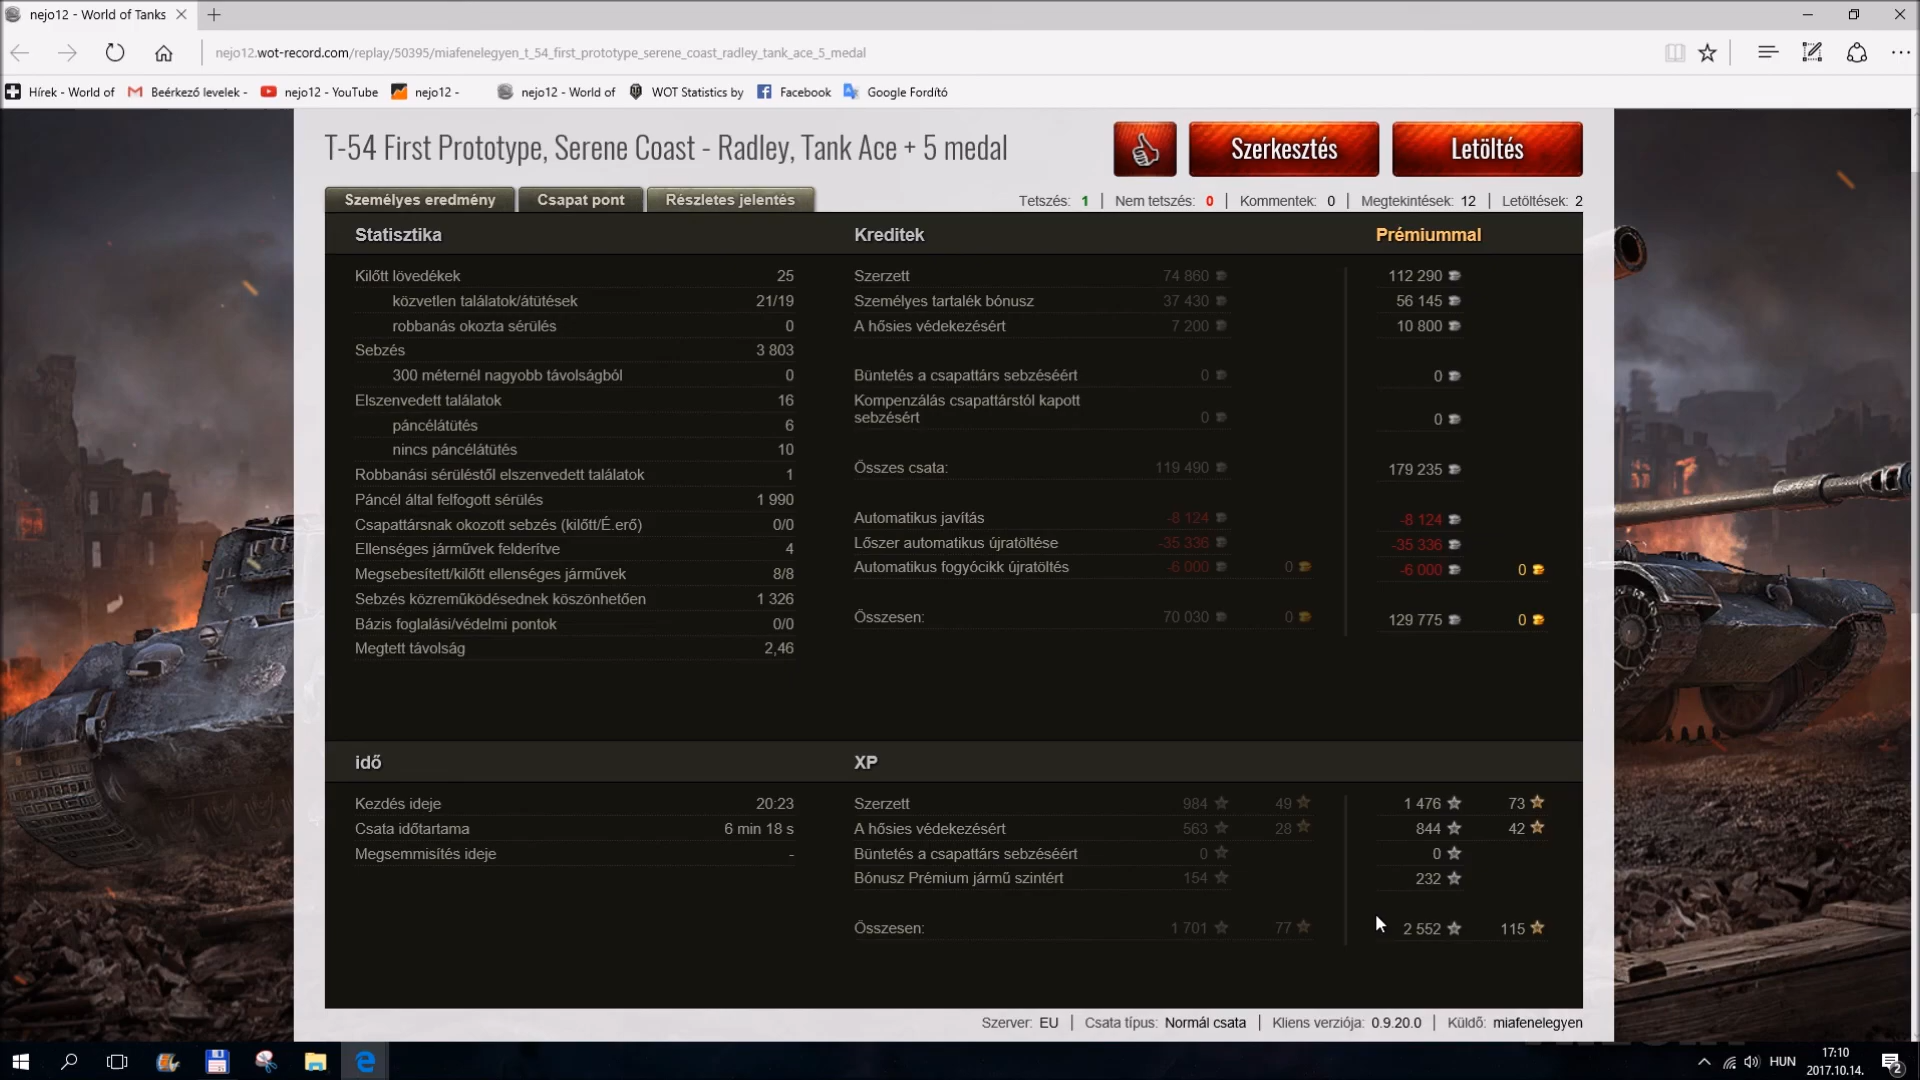 nejo12 - World of Tanks
nejo12.wot-record.com/replay/50395/miafenelegyen_t_54_first_prototype_serene_coast_radley_tank_ace_5_medal
Hírek - World of Beérkező levelek - nejo12 - YouTube nejo12 - nejo12 - World of WOT Statistics by Facebook Google Fordító
T-54 First Prototype, Serene Coast - Radley, Tank Ace + 5 medal
Szerkesztés
Letöltés
Személyes eredmény Csapat pont Részletes jelentés
Tetszés: 1 | Nem tetszés: 0 | Kommentek: 0 | Megtekintések: 12 | Letöltések: 2
Statisztika
Kilőtt lövedékek 25
közvetlen találatok/átütések 21/19
robbanás okozta sérülés 0
Sebzés 3 803
300 méternél nagyobb távolságból 0
Elszenvedett találatok 16
páncélátütés 6
nincs páncélátütés 10
Robbanási sérüléstől elszenvedett találatok 1
Páncél által felfogott sérülés 1 990
Csapattársnak okozott sebzés (kilőtt/É.erő) 0/0
Ellenséges járművek felderítve 4
Megsebesített/kilőtt ellenséges járművek 8/8
Sebzés közreműködésednek köszönhetően 1 326
Bázis foglalási/védelmi pontok 0/0
Megtett távolság 2,46
Kreditek Prémiummal
Szerzett 74 860 112 290
Személyes tartalék bónusz 37 430 56 145
A hősies védekezésért 7 200 10 800
Büntetés a csapattárs sebzéséért 0 0
Kompenzálás csapattárstól kapott
sebzésért 0 0
Összes csata: 119 490 179 235
Automatikus javítás -8 124 -8 124
Lőszer automatikus újratöltése -35 336 -35 336
Automatikus fogyócikk újratöltés -6 000 0 -6 000 0
Összesen: 70 030 0 129 775 0
idő
Kezdés ideje 20:23
Csata időtartama 6 min 18 s
Megsemmisítés ideje -
XP
Szerzett 984 49 1 476 73
A hősies védekezésért 563 28 844 42
Büntetés a csapattárs sebzéséért 0 0
Bónusz Prémium jármű szintért 154 232
Összesen: 1 701 77 2 552 115
Szerver: EU | Csata típus: Normál csata | Kliens verziója: 0.9.20.0 | Küldő: miafenelegyen
HUN
17:10
2017.10.14.
2